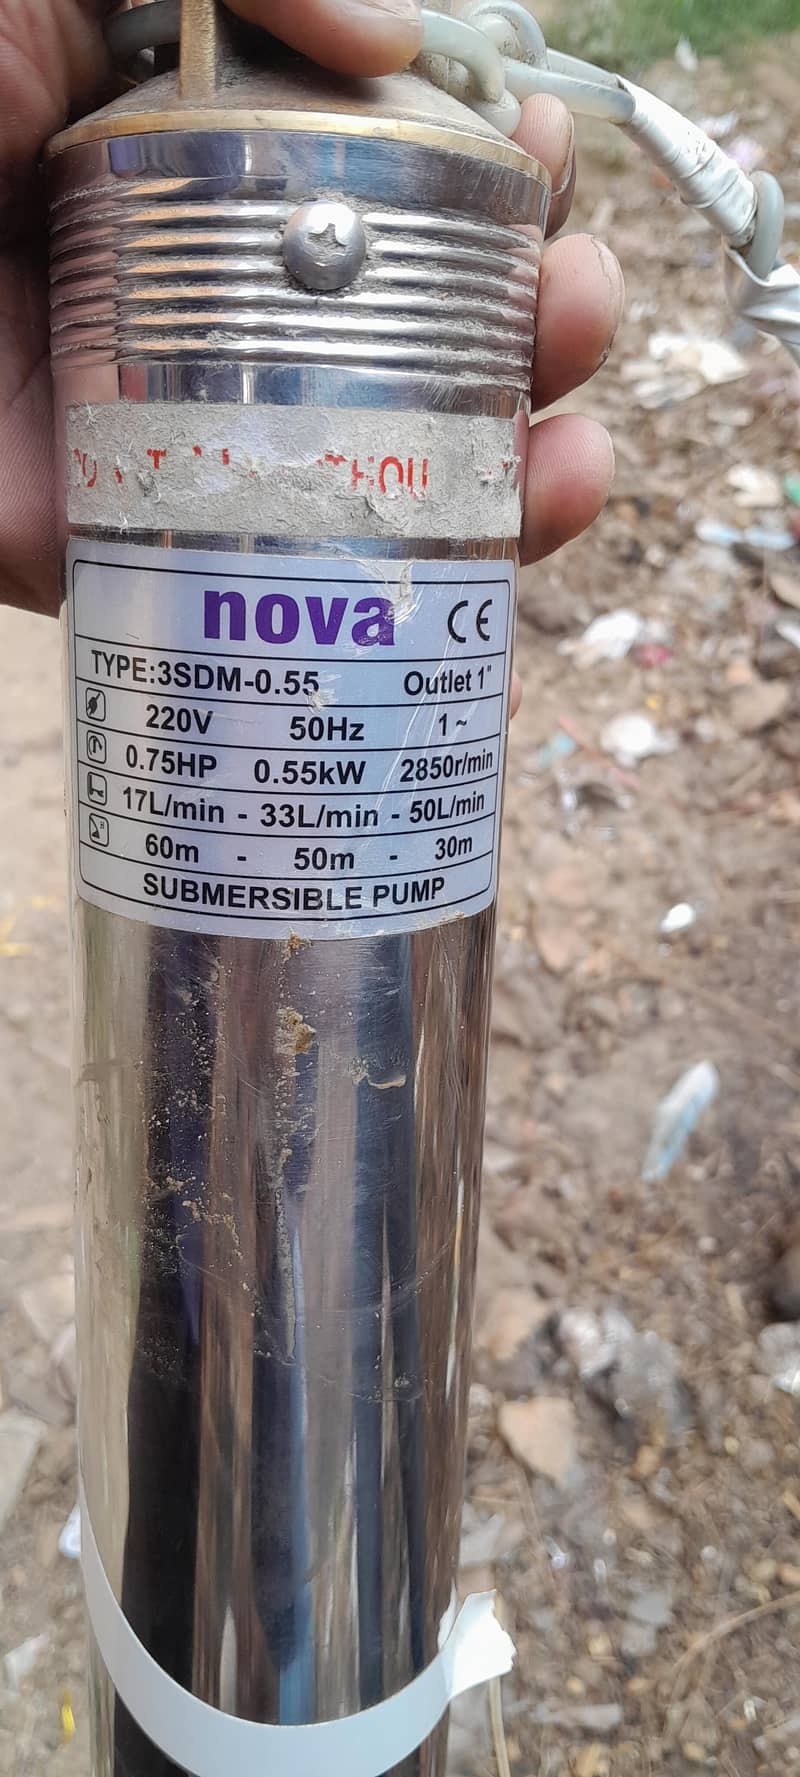 nova CE
TYPE:3SDM-0.55 Outlet 1"
220V 50Hz 1~
0.75HP 0.55kW 2850r/min
17L/min - 33L/min - 50L/min
60m - 50m - 30m
SUBMERSIBLE PUMP